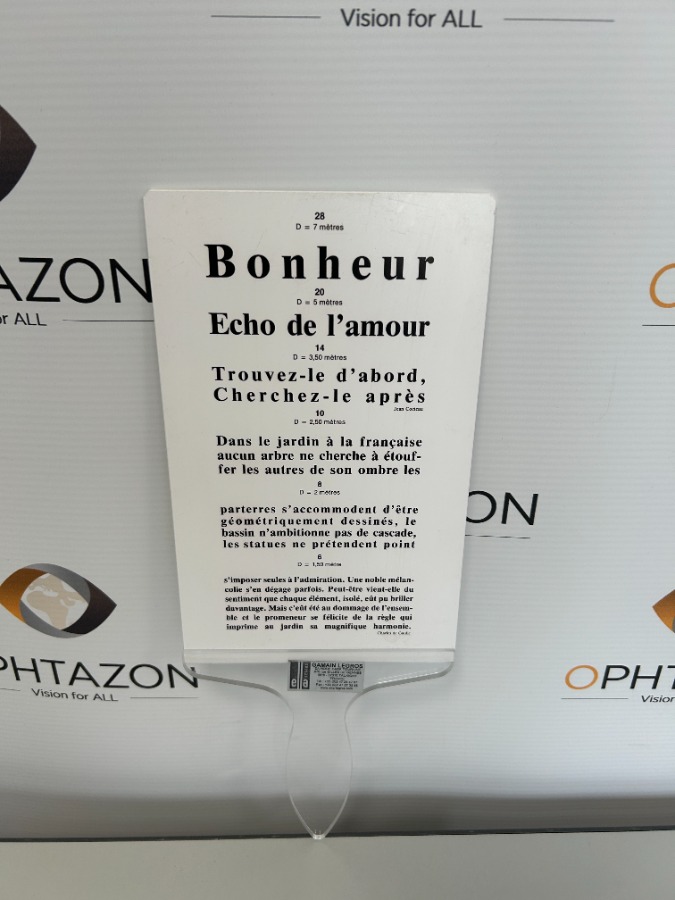 Vision for ALL
AZON
or ALL
28
D = 7 mètres
Bonheur
20
D = 5 mètres
Echo de l'amour
14
D = 3,50 mètres
Trouvez-le d'abord,
Cherchez-le après
Jean Cocteau
10
D = 2,50 mètres
Dans le jardin à la française
aucun arbre ne cherche à étouf-
fer les autres de son ombre les
8
D = 2 mètres
parterres s'accommodent d'être
géométriquement dessinés, le
bassin n'ambitionne pas de cascade,
les statues ne prétendent point
6
D = 1,50 mètre
s'imposer seules à l'admiration. Une noble mélan-
colie s'en dégage parfois. Peut-être vient-elle du
sentiment que chaque élément, isolé, eût pu briller
davantage. Mais c'eût été au dommage de l'ensem-
ble et le promeneur se félicite de la règle qui
imprime au jardin sa magnifique harmonie.
Charles de Gaulle
GAMAIN LEGROS
ON
PHTAZON
Vision for ALL
O
OPHT
Vision